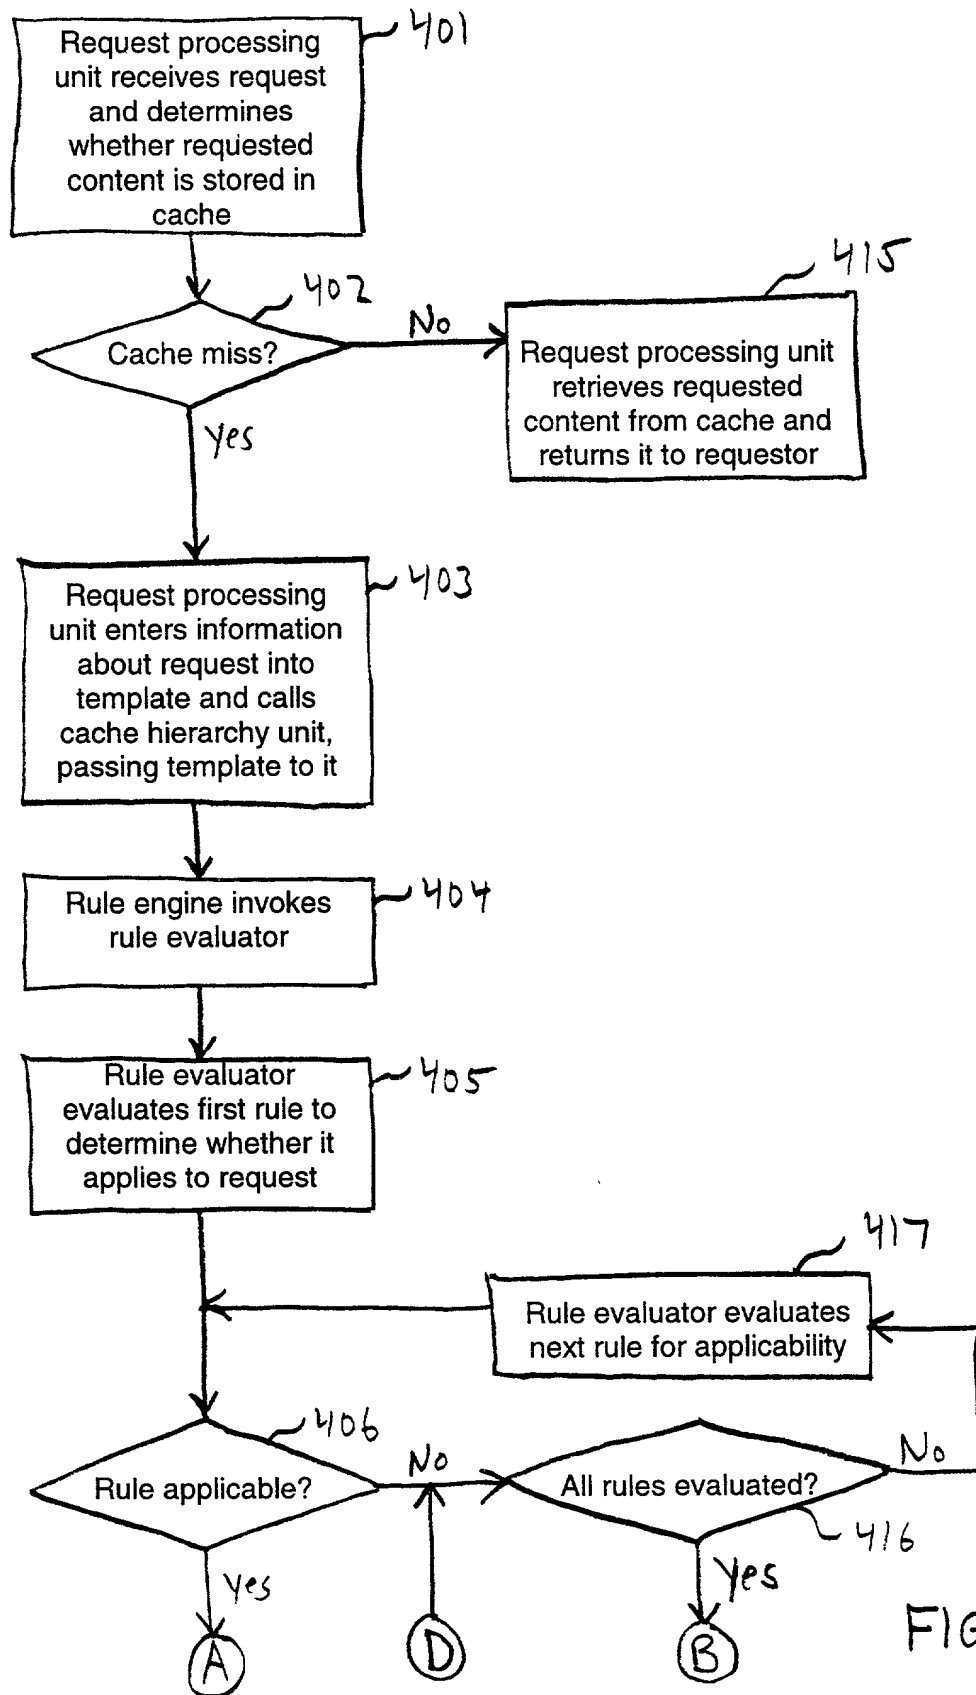 401
Request processing
unit receives request
and determines
whether requested
content is stored in
cache
402
Cache miss?
No
415
Request processing unit
retrieves requested
content from cache and
returns it to requestor
Yes
403
Request processing
unit enters information
about request into
template and calls
cache hierarchy unit,
passing template to it
404
Rule engine invokes
rule evaluator
405
Rule evaluator
evaluates first rule to
determine whether it
applies to request
417
Rule evaluator evaluates
next rule for applicability
406
Rule applicable?
No
All rules evaluated?
No
416
Yes
Yes
A
D
B
FIG